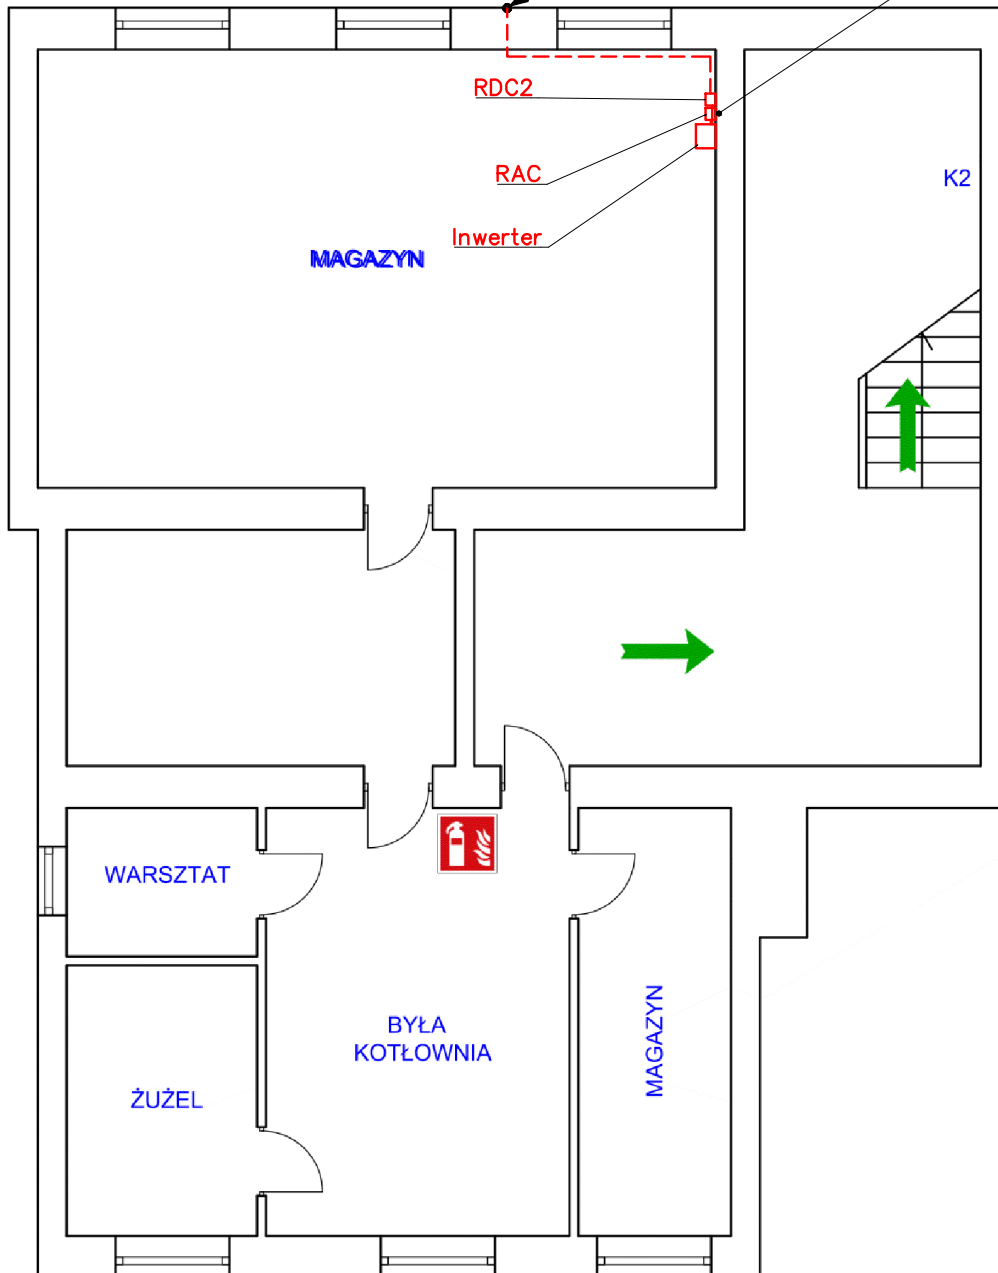 RDC2
RAC
K2
Inwerter
MAGAZYN
WARSZTAT
BYŁA
KOTŁOWNIA
MAGAZYN
ŻUŻEL